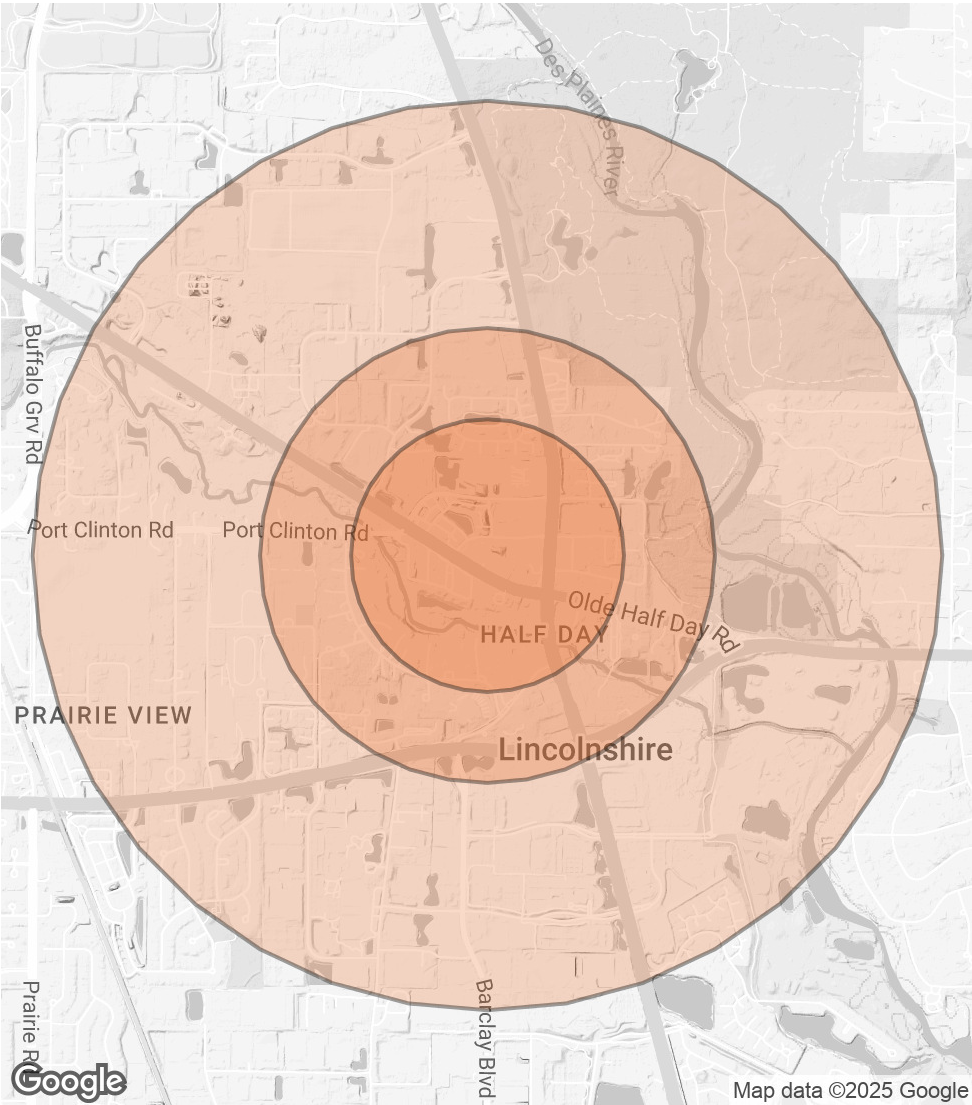 Des Plaines River
Buffalo Grv Rd
Port Clinton Rd
Port Clinton Rd
Olde Half Day Rd
HALF DAY
PRAIRIE VIEW
Lincolnshire
Prairie Rd
Barclay Blvd
Google
Map data ©2025 Google